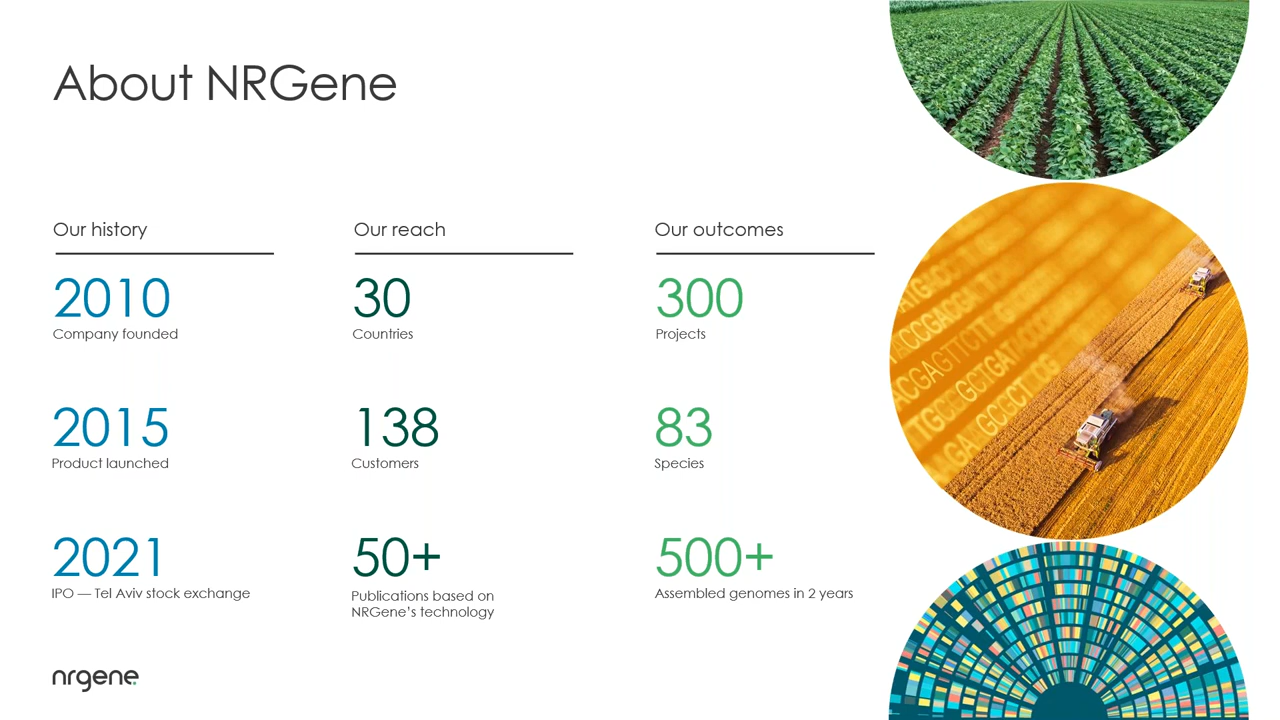 About NRGene
Our history
2010
Company founded
2015
Product launched
2021
IPO — Tel Aviv stock exchange
Our reach
30
Countries
138
Customers
50+
Publications based on
NRGene’s technology
Our outcomes
300
Projects
83
Species
500+
Assembled genomes in 2 years
nrgene